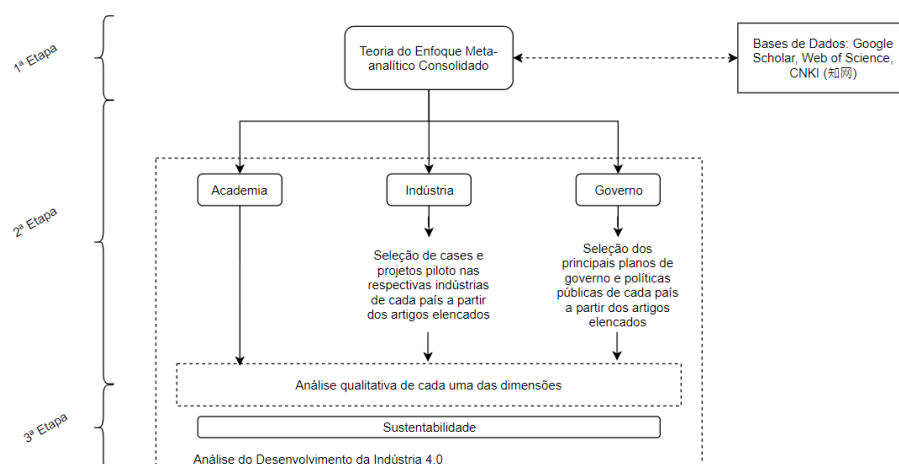 1ª Etapa
Teoria do Enfoque Meta-
analítico Consolidado
Bases de Dados: Google
Scholar, Web of Science,
CNKI (知网)
2ª Etapa
Academia
Indústria
Governo
Seleção de cases e
projetos piloto nas
respectivas indústrias
de cada país a partir
dos artigos elencados
Seleção dos
principais planos de
governo e políticas
públicas de cada país
a partir dos artigos
elencados
Análise qualitativa de cada uma das dimensões
3ª Etapa
Sustentabilidade
Análise do Desenvolvimento da Indústria 4.0